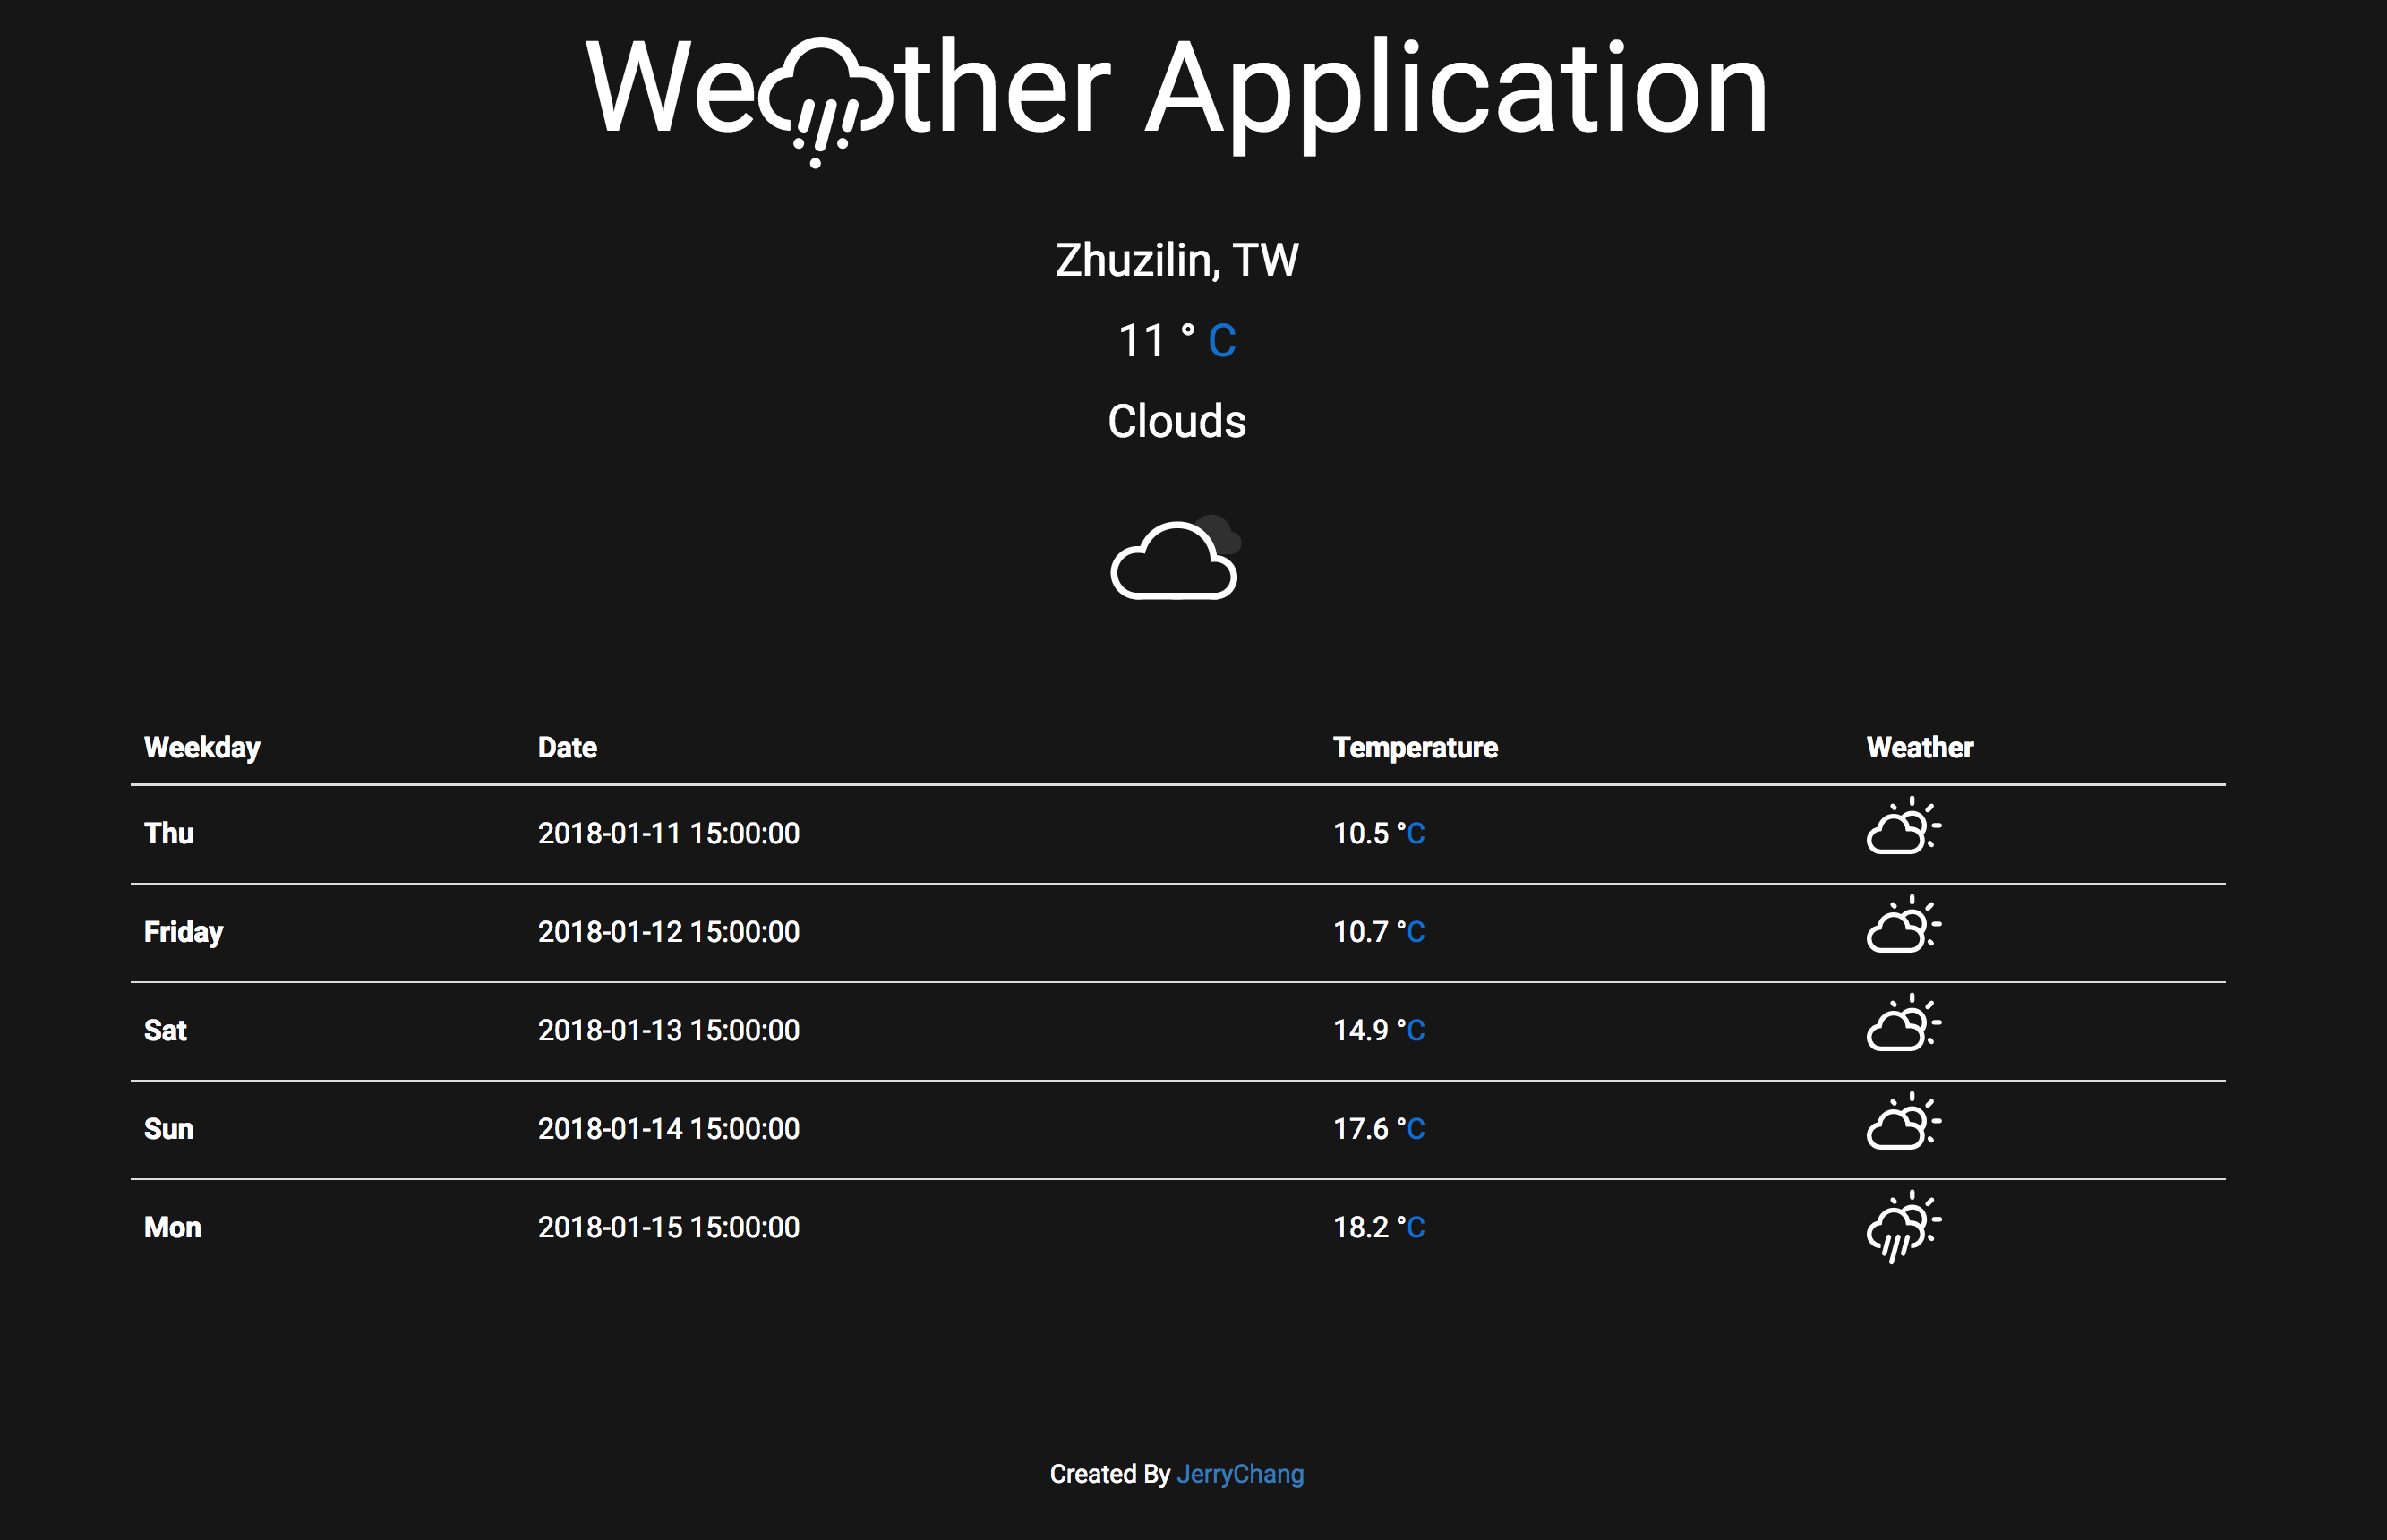 We ther Application
Zhuzilin, TW
11 ° C
Clouds
Weekday Date Temperature Weather
Thu 2018-01-11 15:00:00 10.5 °C
Friday 2018-01-12 15:00:00 10.7 °C
Sat 2018-01-13 15:00:00 14.9 °C
Sun 2018-01-14 15:00:00 17.6 °C
Mon 2018-01-15 15:00:00 18.2 °C
Created By JerryChang